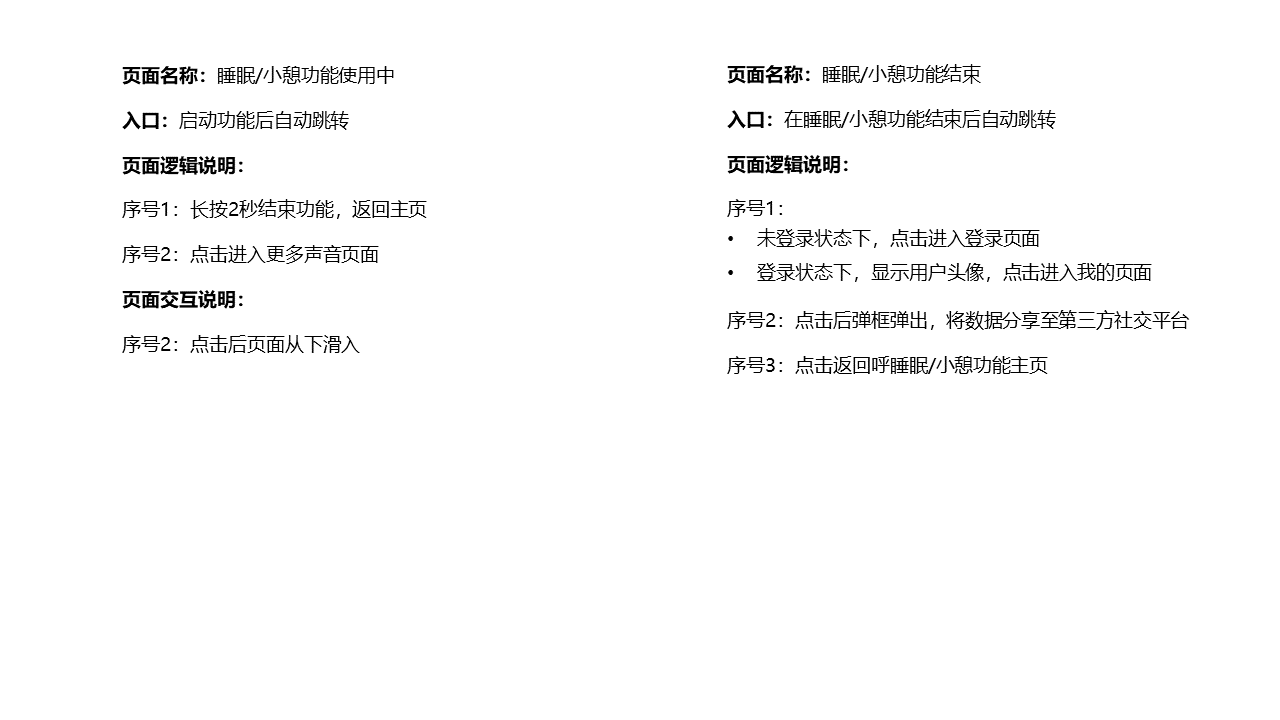 页面名称：睡眠/小憩功能使用中
入口：启动功能后自动跳转
页面逻辑说明：
序号1：长按2秒结束功能，返回主页
序号2：点击进入更多声音页面
页面交互说明：
序号2：点击后页面从下滑入
页面名称：睡眠/小憩功能结束
入口：在睡眠/小憩功能结束后自动跳转
页面逻辑说明：
序号1：
• 未登录状态下，点击进入登录页面
• 登录状态下，显示用户头像，点击进入我的页面
序号2：点击后弹框弹出，将数据分享至第三方社交平台
序号3：点击返回呼睡眠/小憩功能主页